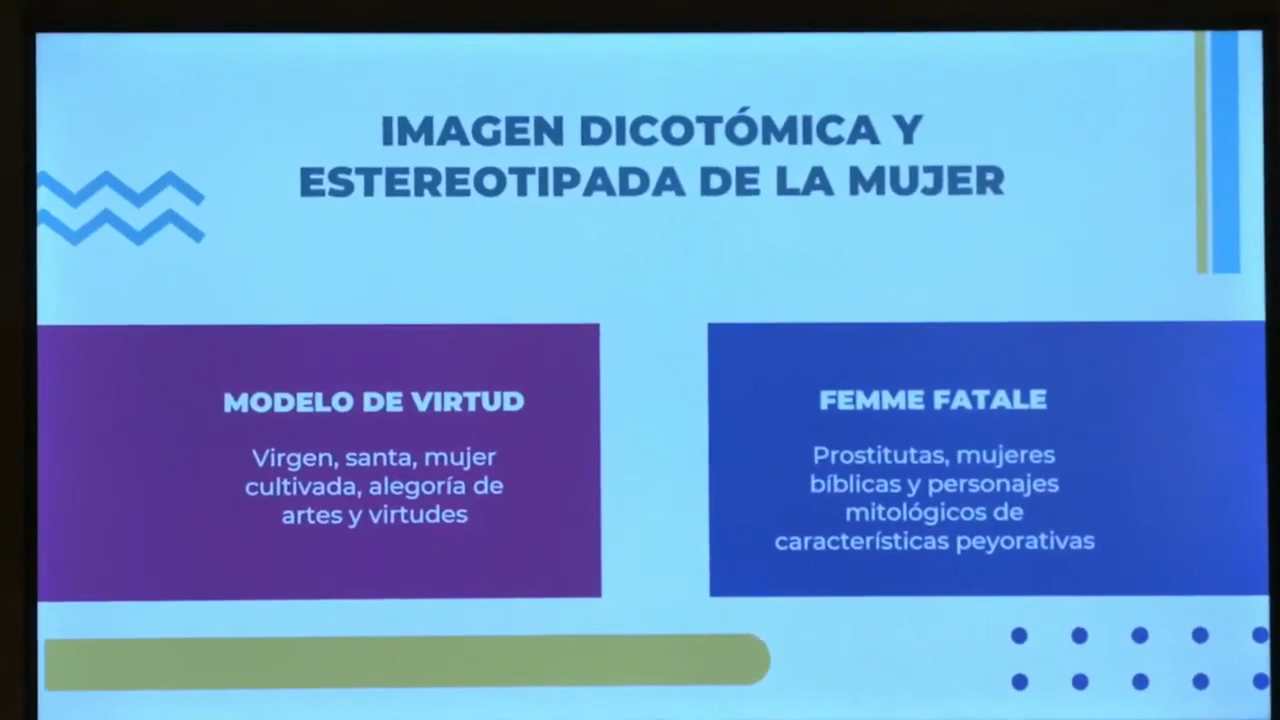 IMAGEN DICOTÓMICA Y
ESTEREOTIPADA DE LA MUJER
MODELO DE VIRTUD
Virgen, santa, mujer
cultivada, alegoría de
artes y virtudes
FEMME FATALE
Prostitutas, mujeres
bíblicas y personajes
mitológicos de
características peyorativas